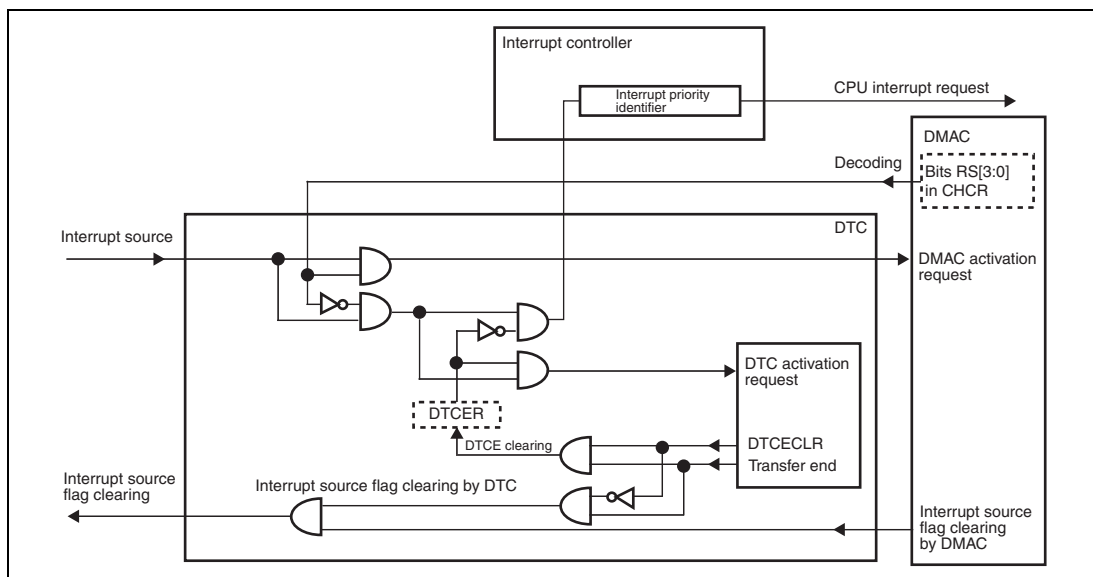 Interrupt controller
Interrupt priority
identifier
CPU interrupt request
DMAC
Decoding
Bits RS[3:0]
in CHCR
DTC
Interrupt source
DMAC activation
request
DTC activation
request
DTCER
DTCE clearing
DTCECLR
Transfer end
Interrupt source
flag clearing
Interrupt source flag clearing by DTC
Interrupt source
flag clearing
by DMAC